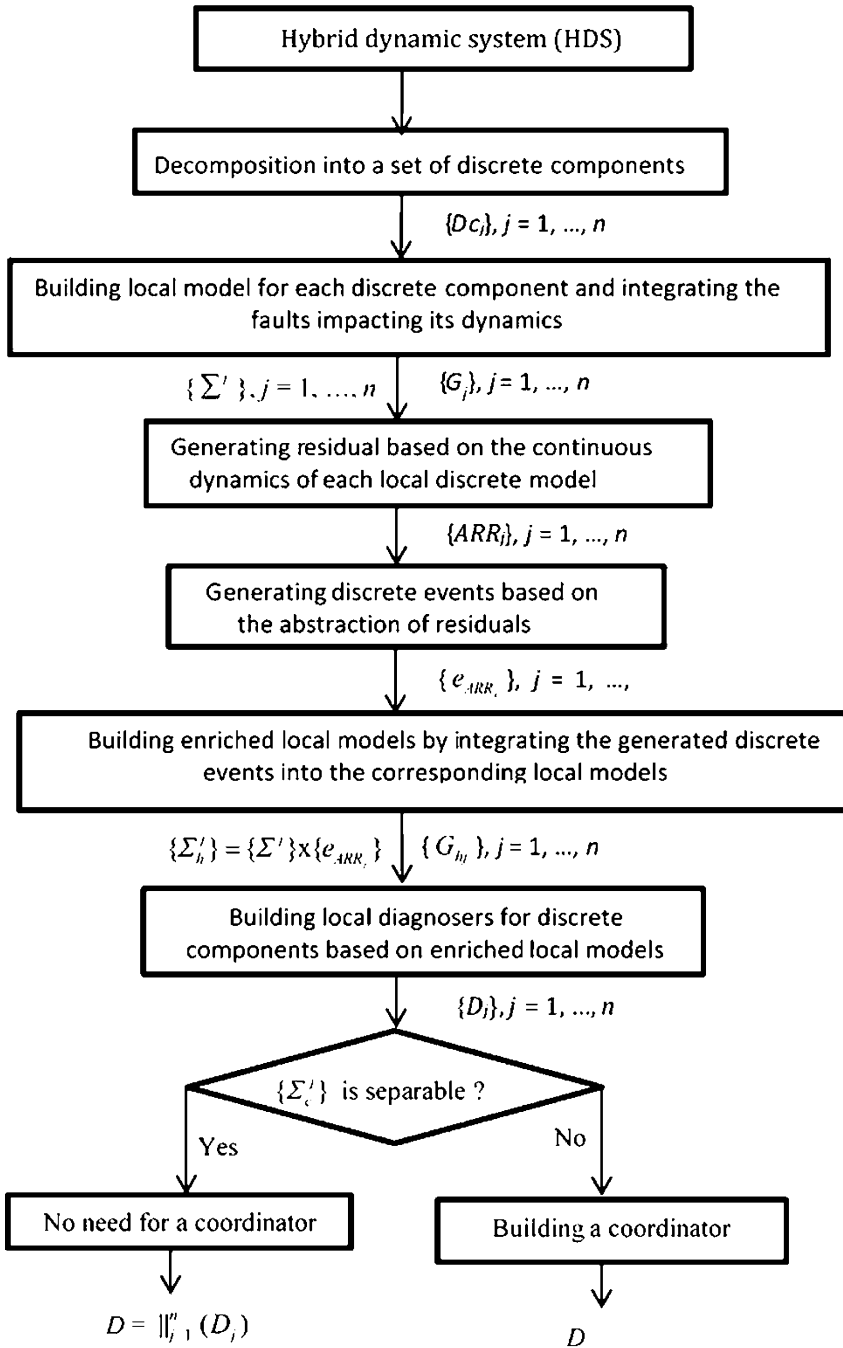 Hybrid dynamic system (HDS)
Decomposition into a set of discrete components
{Dc_j}, j = 1, ..., n
Building local model for each discrete component and integrating the
faults impacting its dynamics
{ Σ^j }, j = 1, ..., n {G_j}, j = 1, ..., n
Generating residual based on the continuous
dynamics of each local discrete model
{ARR_j}, j = 1, ..., n
Generating discrete events based on
the abstraction of residuals
{ e_ARR_j }, j = 1, ...,
Building enriched local models by integrating the generated discrete
events into the corresponding local models
{Σ_h^j} = {Σ^j}x{e_ARR_j} { G_hj }, j = 1, ..., n
Building local diagnosers for discrete
components based on enriched local models
{D_j}, j = 1, ..., n
{Σ_c^j} is separable ?
Yes
No
No need for a coordinator
Building a coordinator
D = ||_{j=1}^n (D_j)
D